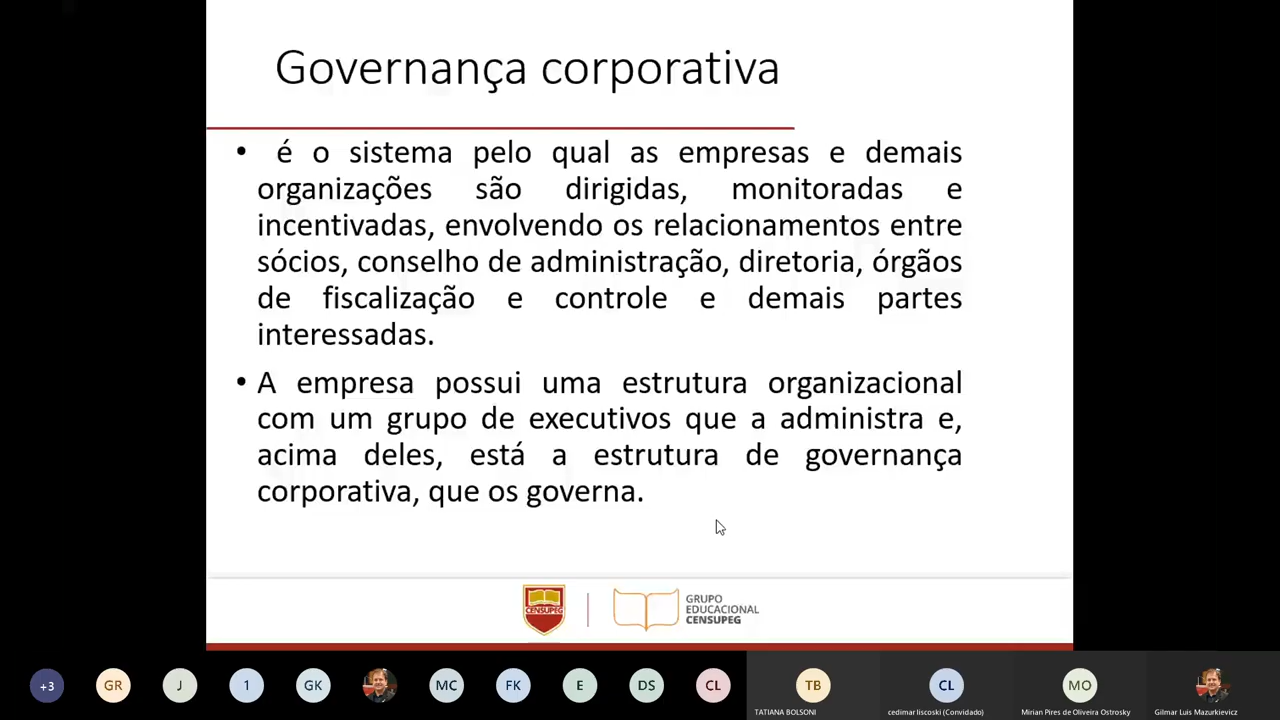 Governança corporativa
• é o sistema pelo qual as empresas e demais
organizações são dirigidas, monitoradas e
incentivadas, envolvendo os relacionamentos entre
sócios, conselho de administração, diretoria, órgãos
de fiscalização e controle e demais partes
interessadas.
• A empresa possui uma estrutura organizacional
com um grupo de executivos que a administra e,
acima deles, está a estrutura de governança
corporativa, que os governa.
CENSUPEG
GRUPO
EDUCACIONAL
CENSUPEG
+3 GR J 1 GK MC FK E DS CL TB CL MO
TATIANA BOLSONI cedimar liscoski (Convidado) Mirian Pires de Oliveira Ostrosky Gilmar Luis Mazurkievicz